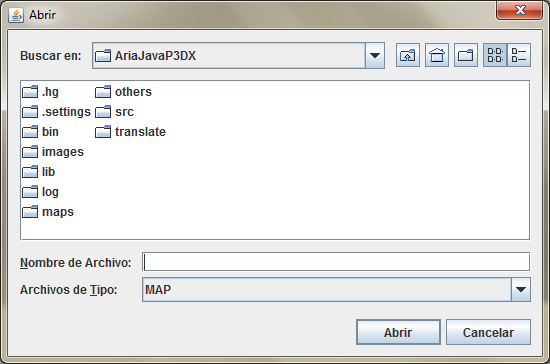 Abrir
Buscar en: AriaJavaP3DX
.hg others
.settings src
bin translate
images
lib
log
maps
Nombre de Archivo:
Archivos de Tipo: MAP
Abrir Cancelar